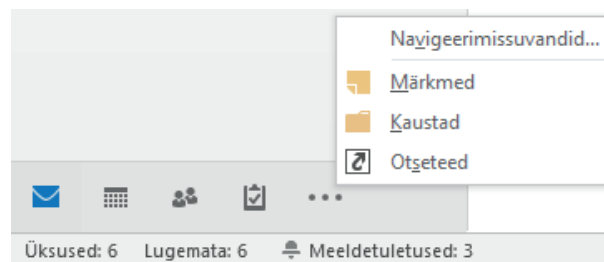 Navigeerimissuvandid...
Märkmed
Kaustad
Otseteed
Üksused: 6 Lugemata: 6 Meeldetuletused: 3